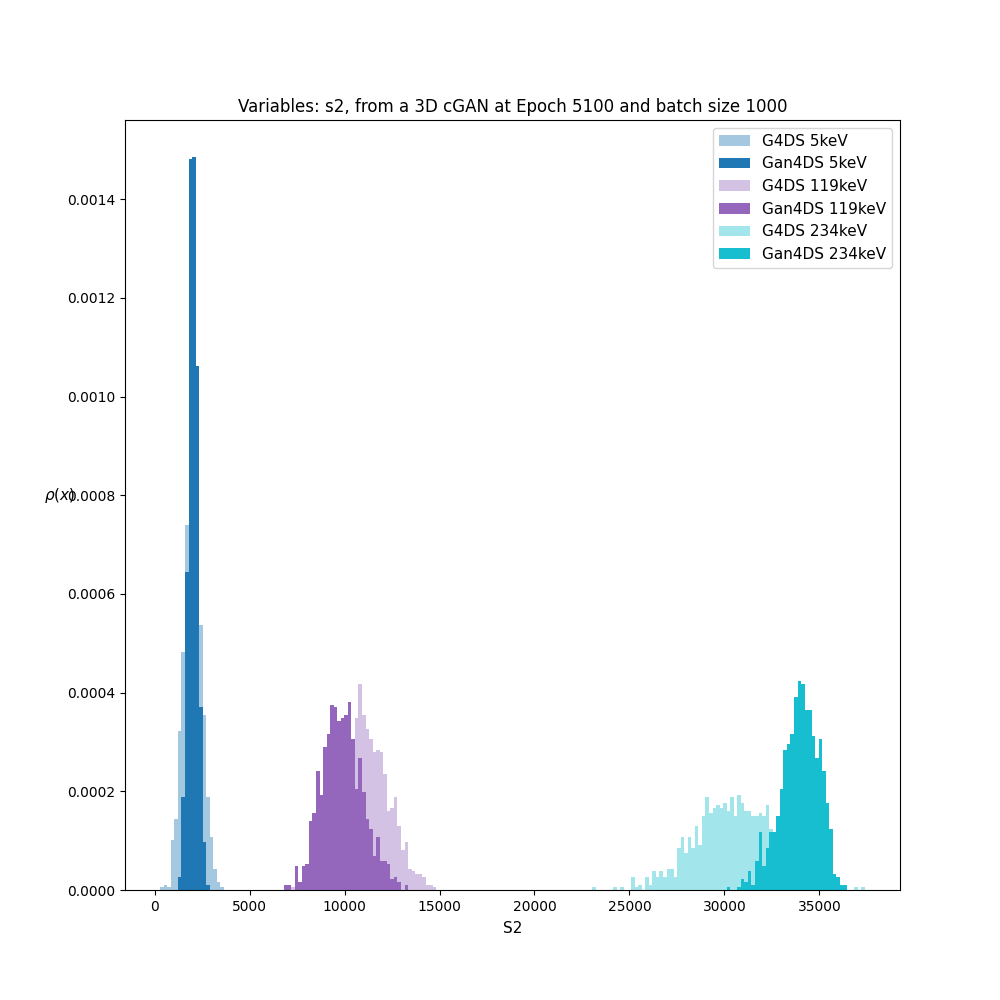 Variables: s2, from a 3D cGAN at Epoch 5100 and batch size 1000
G4DS 5keV
Gan4DS 5keV
G4DS 119keV
Gan4DS 119keV
G4DS 234keV
Gan4DS 234keV
0.0014
0.0012
0.0010
ρ(x)
0.0008
0.0006
0.0004
0.0002
0.0000
0 5000 10000 15000 20000 25000 30000 35000
S2